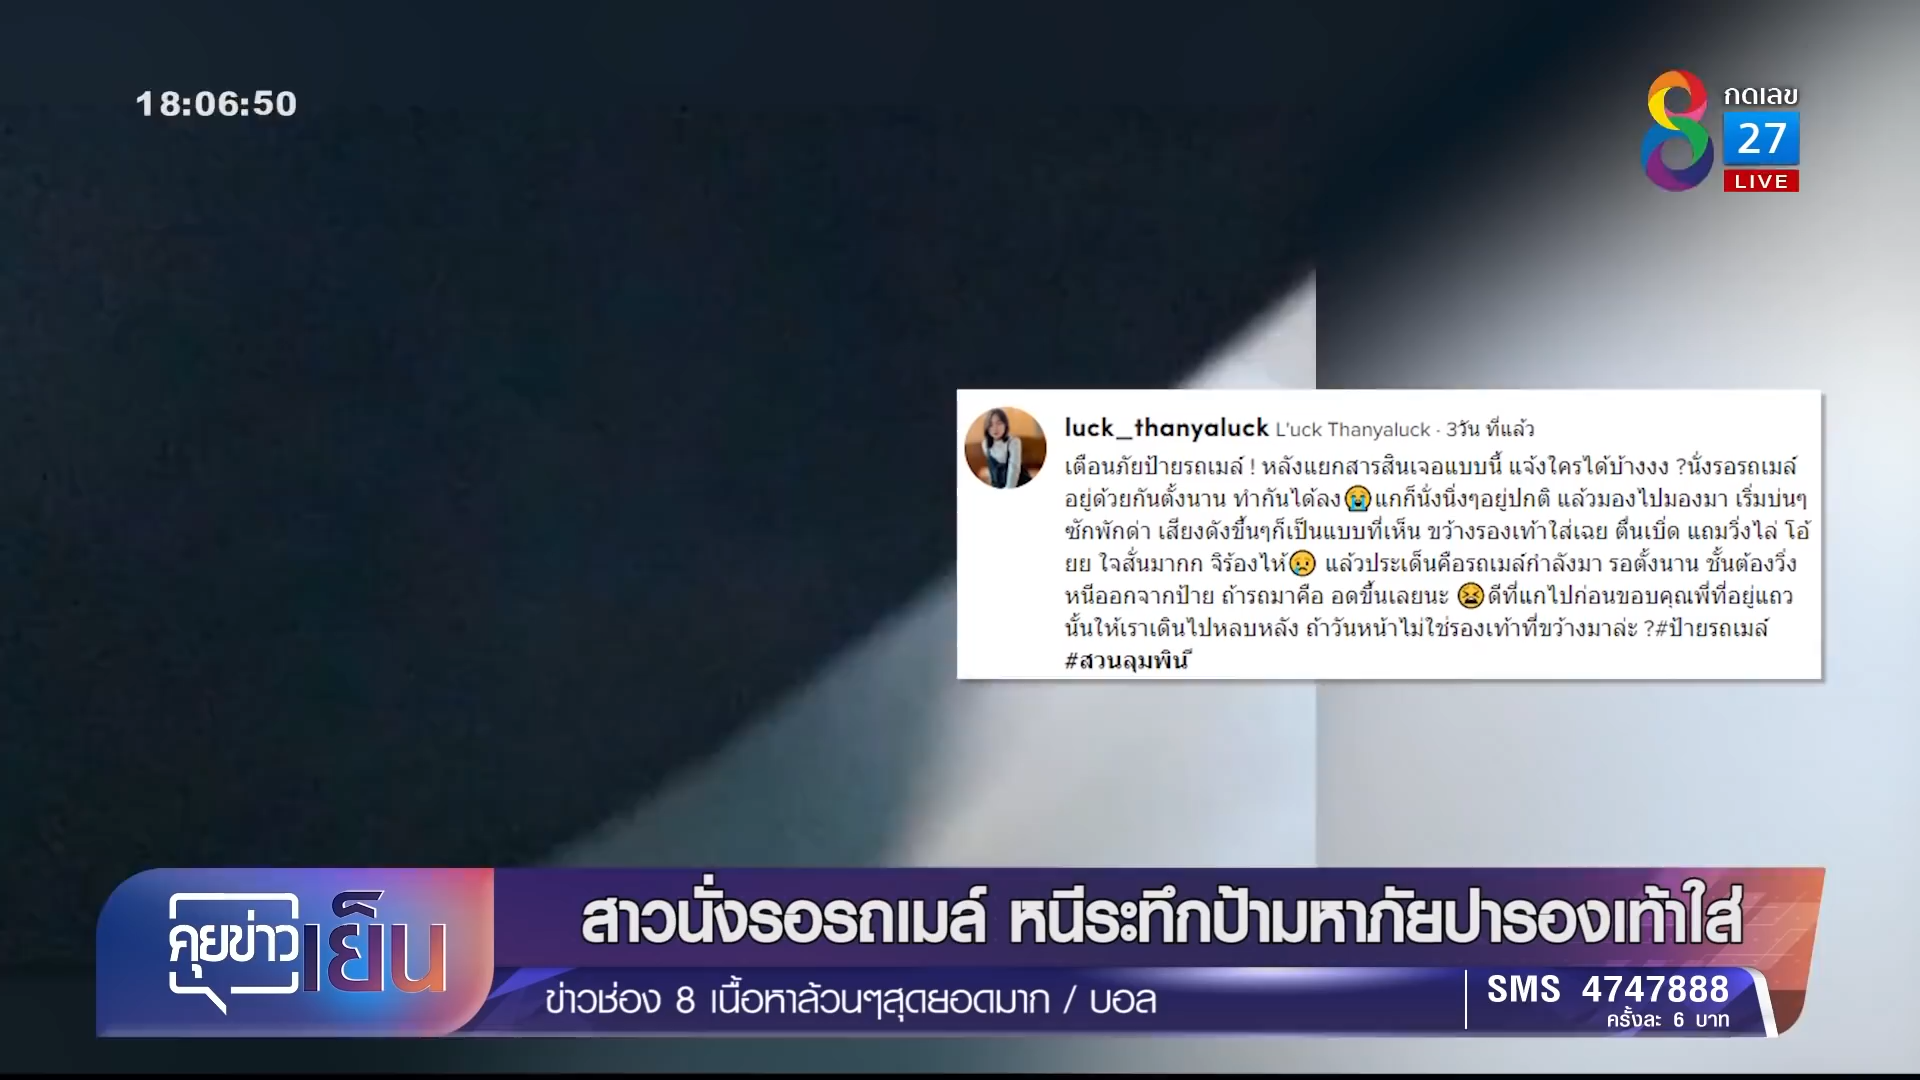 18:06:50
กดเลข
27
LIVE
luck_thanyaluck L'uck Thanyaluck · 3วัน ที่แล้ว
เตือนภัยป้ายรถเมล์ ! หลังแยกสารสินเจอแบบนี้ แจ้งใครได้บ้างงง ?นั่งรอรถเมล์
อยู่ด้วยกันตั้งนาน ทำกันได้ลง😭แกก็นั่งนิ่งๆอยู่ปกติ แล้วมองไปมองมา เริ่มบ่นๆ
ซักพักด่า เสียงดังขึ้นๆก็เป็นแบบที่เห็น ขว้างรองเท้าใส่เฉย ตื่นเบิ่ด แถมวิ่งไล่ โอ้
ยย ใจสั่นมากก จิร้องไห้😢 แล้วประเด็นคือรถเมล์กำลังมา รอตั้งนาน ชั้นต้องวิ่ง
หนีออกจากป้าย ถ้ารถมาคือ อดขึ้นเลยนะ 😫ดีที่แกไปก่อนขอบคุณพี่ที่อยู่แถว
นั้นให้เราเดินไปหลบหลัง ถ้าวันหน้าไม่ใช่รองเท้าที่ขว้างมาล่ะ ?#ป้ายรถเมล์
#สวนลุมพินี
คุยข่าว
เย็น
สาวนั่งรอรถเมล์ หนีระทึกป้ามหาภัยปารองเท้าใส่
ข่าวช่อง 8 เนื้อหาล้วนๆสุดยอดมาก / บอล
SMS 4747888
ครั้งละ 6 บาท